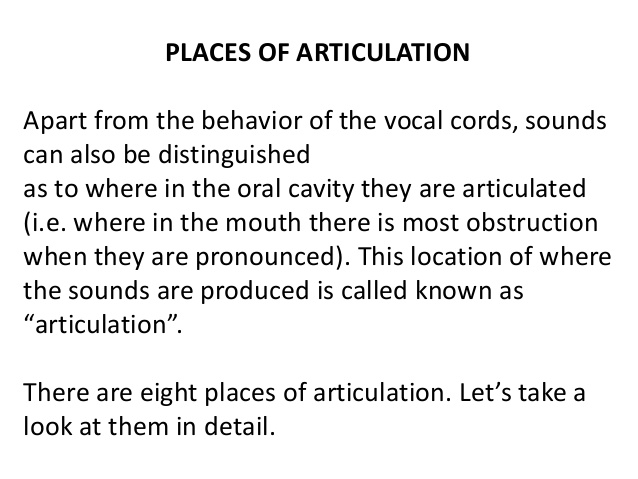 PLACES OF ARTICULATION
Apart from the behavior of the vocal cords, sounds
can also be distinguished
as to where in the oral cavity they are articulated
(i.e. where in the mouth there is most obstruction
when they are pronounced). This location of where
the sounds are produced is called known as
“articulation”.
There are eight places of articulation. Let’s take a
look at them in detail.